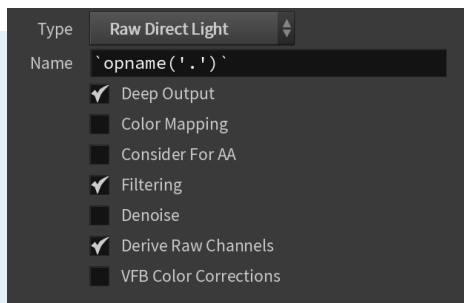 Type Raw Direct Light
Name `opname('.')`
Deep Output
Color Mapping
Consider For AA
Filtering
Denoise
Derive Raw Channels
VFB Color Corrections